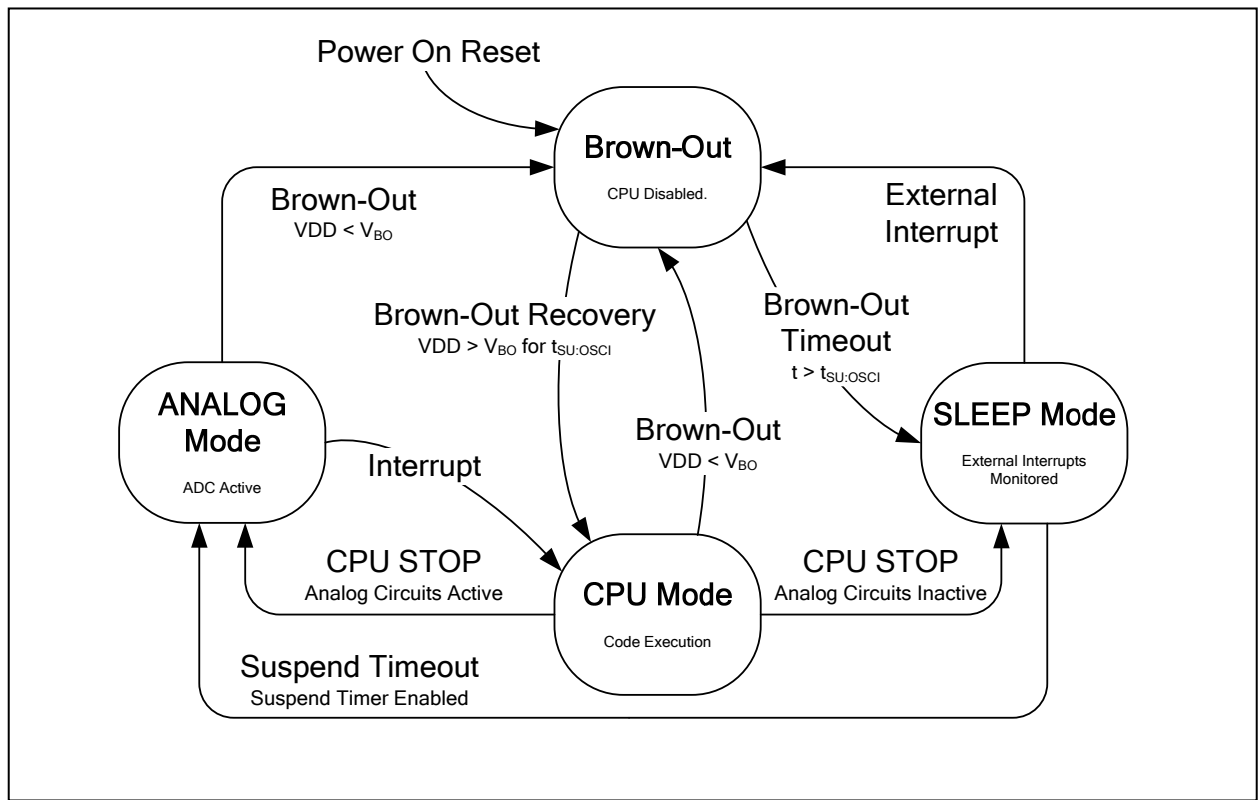 Power On Reset
Brown-Out
CPU Disabled.
Brown-Out
VDD < VBO
External
Interrupt
Brown-Out Recovery
VDD > VBO for tSU:OSCI
Brown-Out
Timeout
t > tSU:OSCI
ANALOG
Mode
ADC Active
Interrupt
Brown-Out
VDD < VBO
SLEEP Mode
External Interrupts
Monitored
CPU STOP
Analog Circuits Active
CPU Mode
Code Execution
CPU STOP
Analog Circuits Inactive
Suspend Timeout
Suspend Timer Enabled